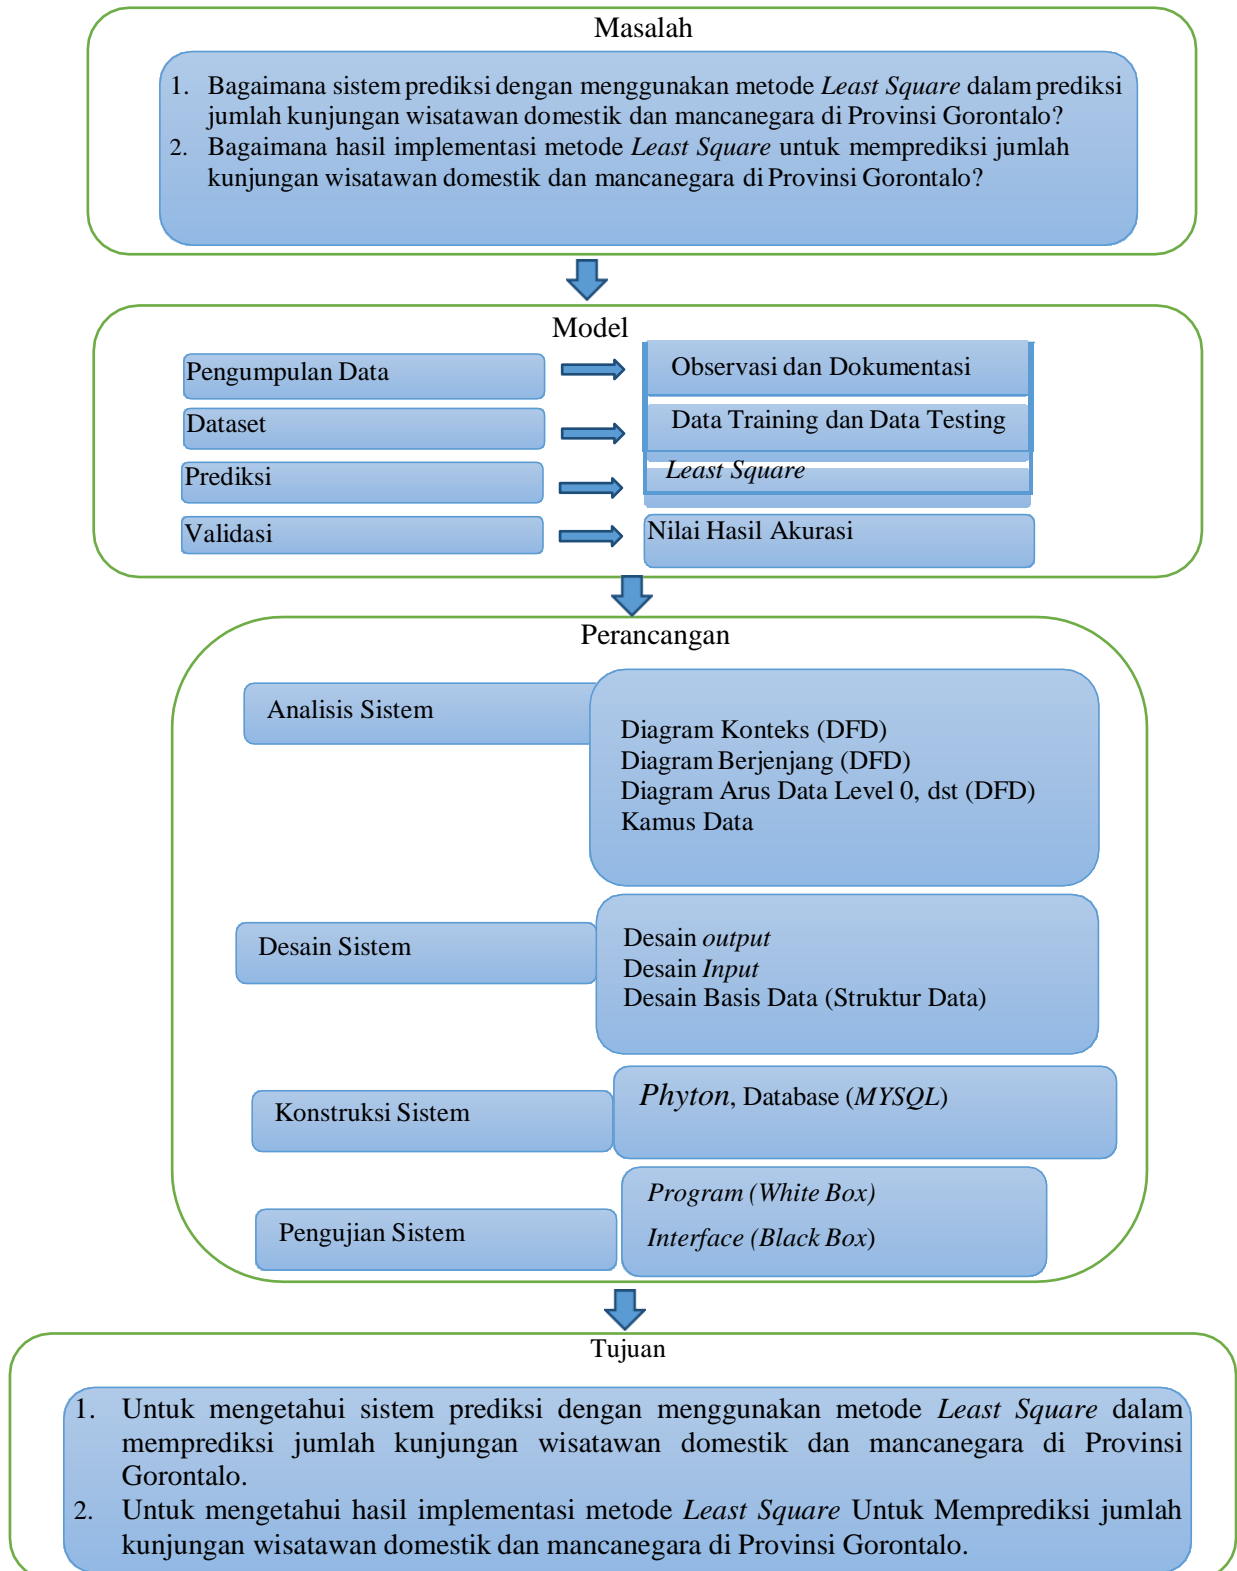 Masalah
1. Bagaimana sistem prediksi dengan menggunakan metode Least Square dalam prediksi
jumlah kunjungan wisatawan domestik dan mancanegara di Provinsi Gorontalo?
2. Bagaimana hasil implementasi metode Least Square untuk memprediksi jumlah
kunjungan wisatawan domestik dan mancanegara di Provinsi Gorontalo?
Model
Pengumpulan Data
Observasi dan Dokumentasi
Dataset
Data Training dan Data Testing
Prediksi
Least Square
Validasi
Nilai Hasil Akurasi
Perancangan
Analisis Sistem
Diagram Konteks (DFD)
Diagram Berjenjang (DFD)
Diagram Arus Data Level 0, dst (DFD)
Kamus Data
Desain Sistem
Desain output
Desain Input
Desain Basis Data (Struktur Data)
Konstruksi Sistem
Phyton, Database (MYSQL)
Pengujian Sistem
Program (White Box)
Interface (Black Box)
Tujuan
1. Untuk mengetahui sistem prediksi dengan menggunakan metode Least Square dalam
memprediksi jumlah kunjungan wisatawan domestik dan mancanegara di Provinsi
Gorontalo.
2. Untuk mengetahui hasil implementasi metode Least Square Untuk Memprediksi jumlah
kunjungan wisatawan domestik dan mancanegara di Provinsi Gorontalo.